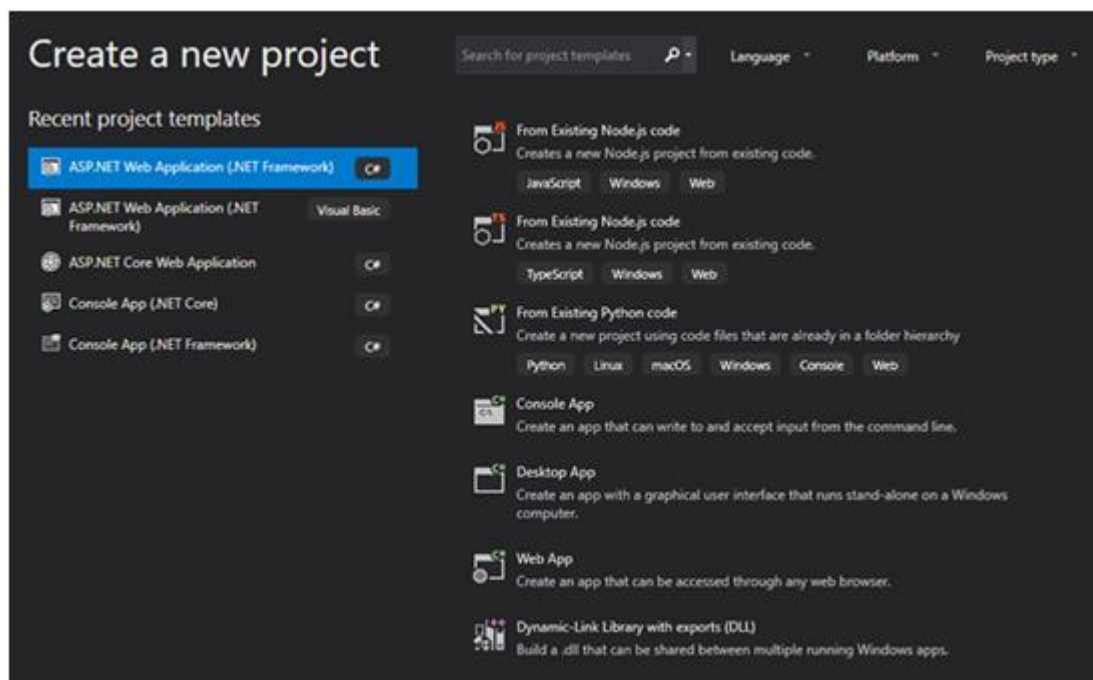 Create a new project
Search for project templates
Language
Platform
Project type
Recent project templates
ASP.NET Web Application (.NET Framework) C#
ASP.NET Web Application (.NET Visual Basic
Framework)
ASP.NET Core Web Application C#
Console App (.NET Core) C#
Console App (.NET Framework) C#
JS
From Existing Node.js code
Creates a new Node.js project from existing code.
JavaScript Windows Web
TS
From Existing Node.js code
Creates a new Node.js project from existing code.
TypeScript Windows Web
PY
From Existing Python code
Create a new project using code files that are already in a folder hierarchy
Python Linux macOS Windows Console Web
C#
Console App
Create an app that can write to and accept input from the command line.
C#
Desktop App
Create an app with a graphical user interface that runs stand-alone on a Windows
computer.
C#
Web App
Create an app that can be accessed through any web browser.
Dynamic-Link Library with exports (DLL)
Build a .dll that can be shared between multiple running Windows apps.